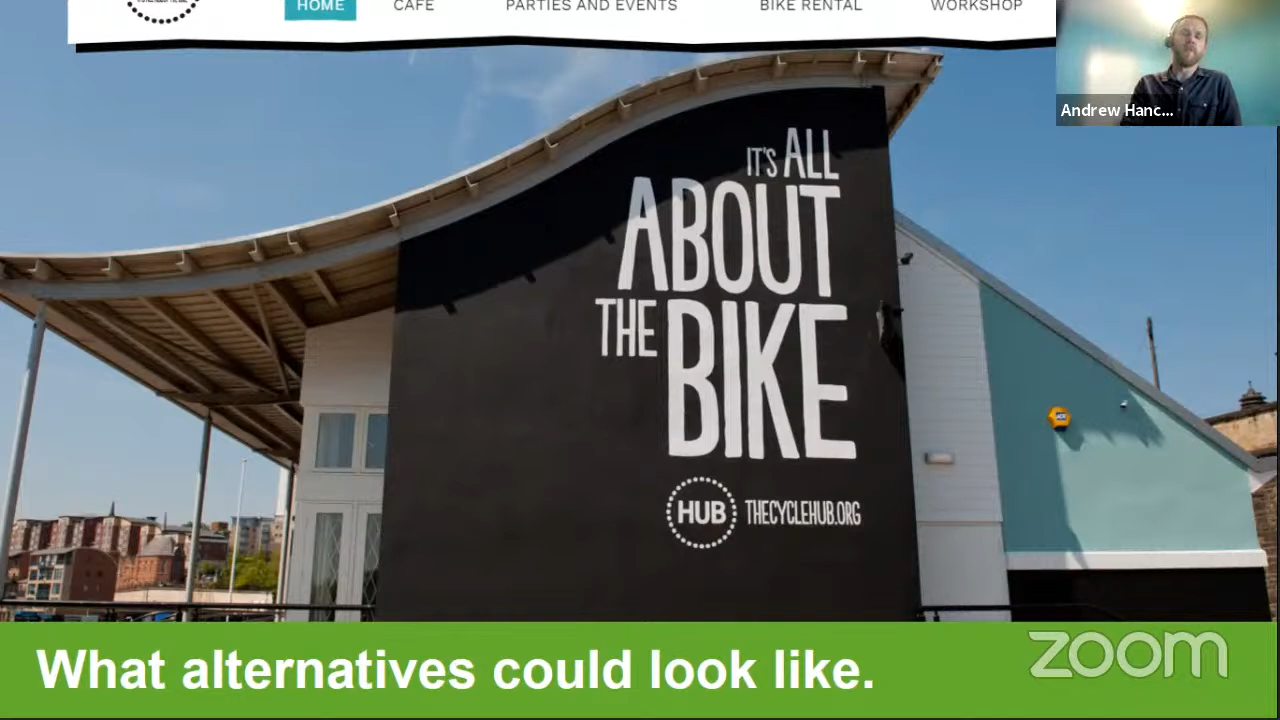 HOME CAFE PARTIES AND EVENTS BIKE RENTAL WORKSHOP
Andrew Hanc...
IT'S ALL
ABOUT
THE BIKE
HUB THECYCLEHUB.ORG
What alternatives could look like.
zoom